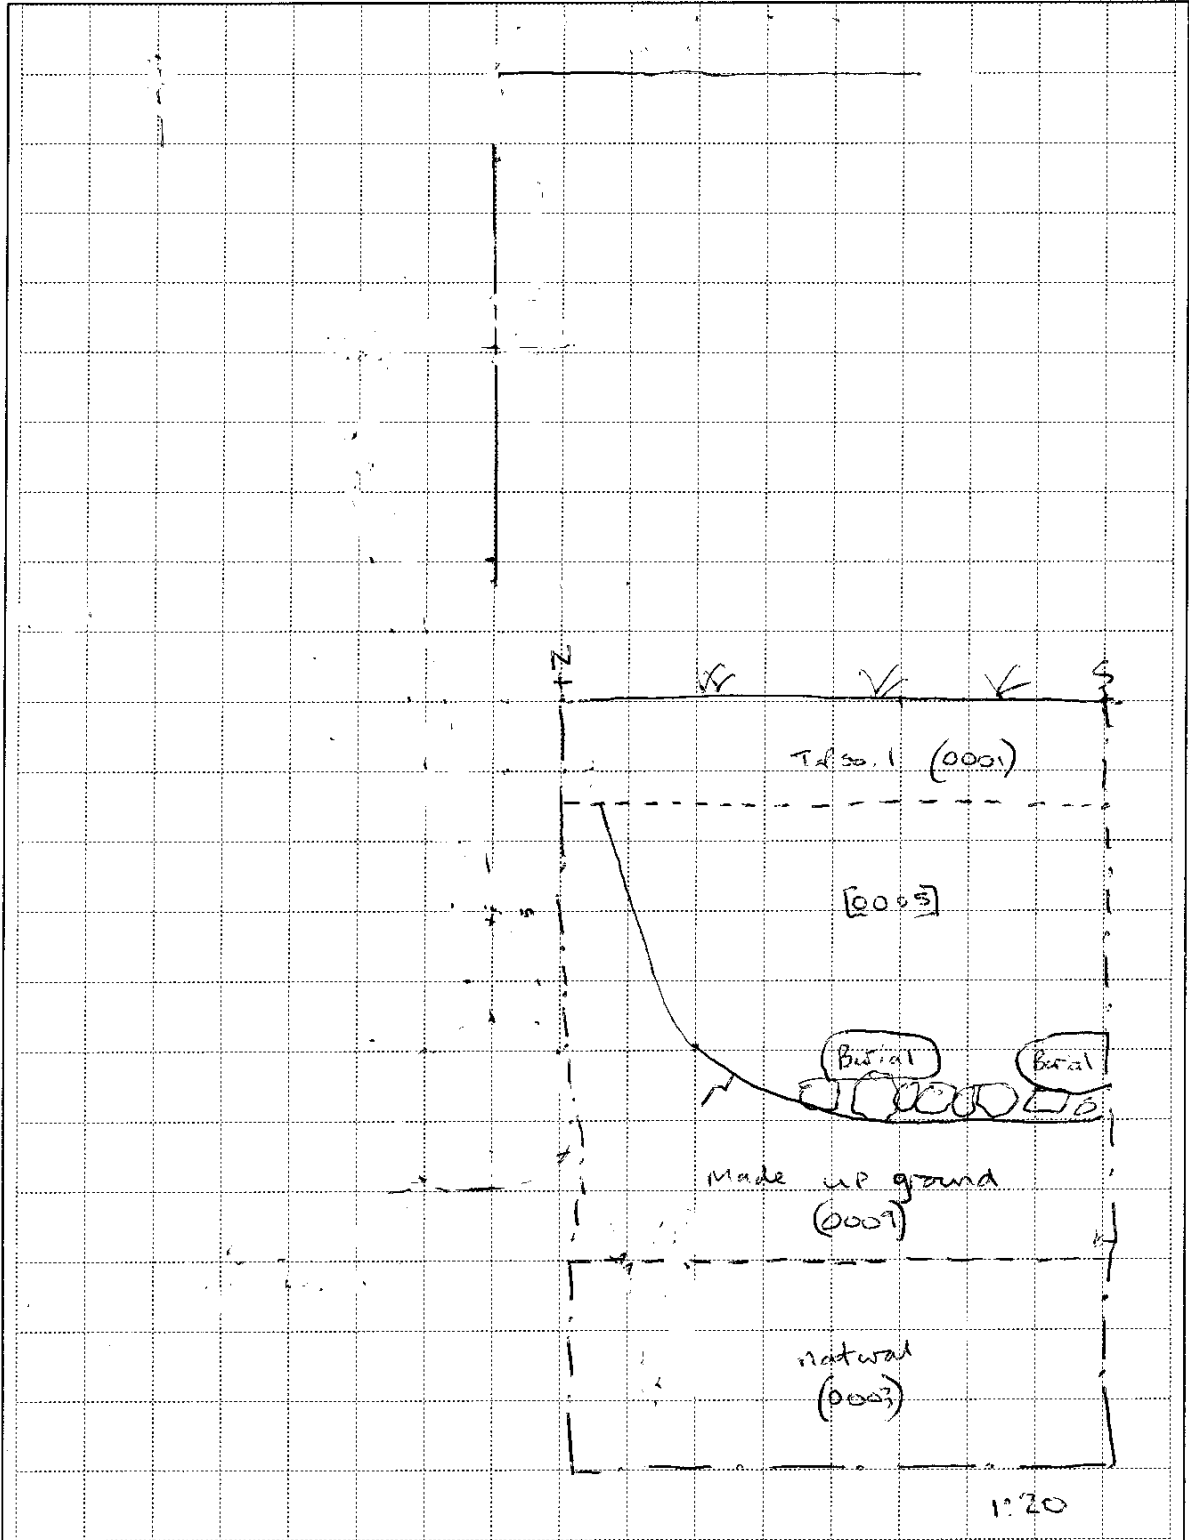 N S
Topsoil (0001)
[0005]
Burial Burial
Made up ground
(0009)
natural
(0003)
1:20